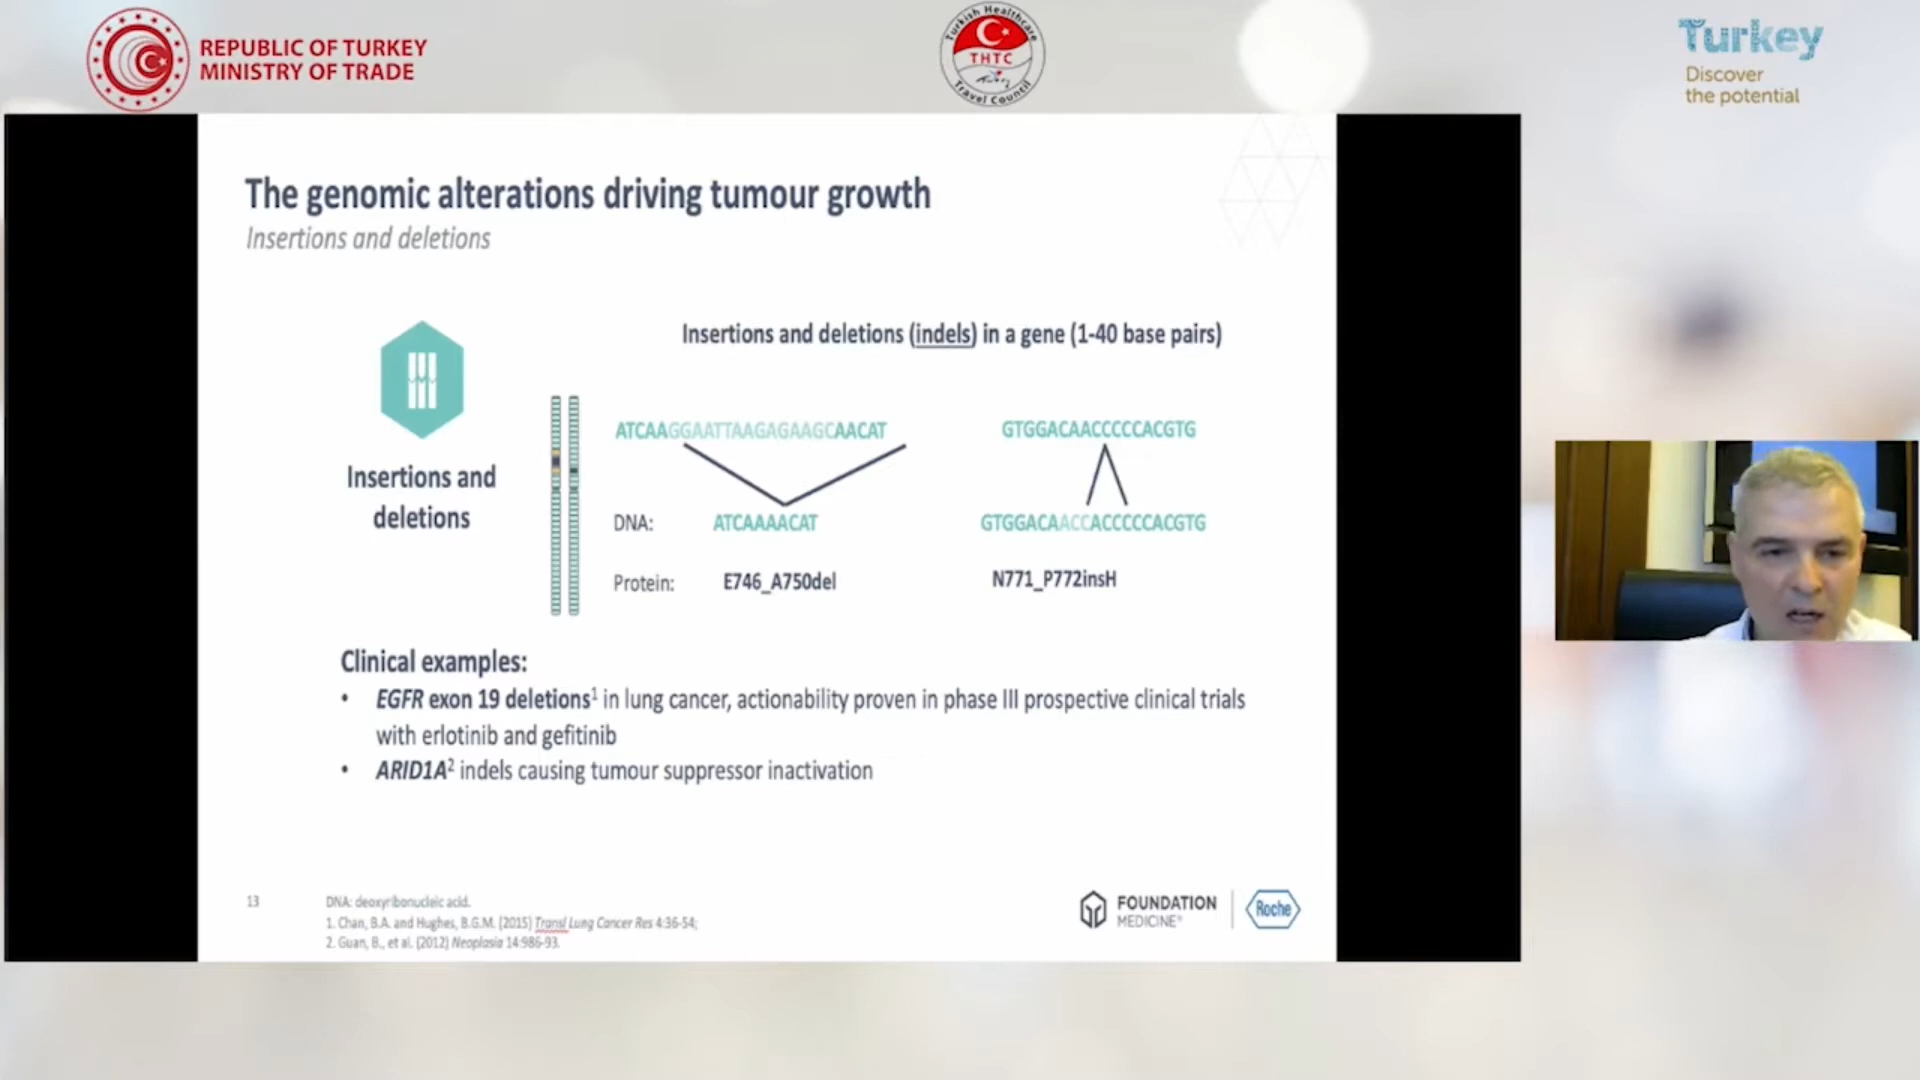 REPUBLIC OF TURKEY
MINISTRY OF TRADE
Turkish Healthcare
THTC
Travel Council
Turkey
Discover
the potential
The genomic alterations driving tumour growth
Insertions and deletions
Insertions and deletions (indels) in a gene (1-40 base pairs)
Insertions and
deletions
ATCAAGGAATTAAGAGAAGCAACAT
GTGGACAACCCCCACGTG
DNA:
ATCAAAACAT
GTGGACAACCACCCCCACGTG
Protein:
E746_A750del
N771_P772insH
Clinical examples:
• EGFR exon 19 deletions¹ in lung cancer, actionability proven in phase III prospective clinical trials
with erlotinib and gefitinib
• ARID1A² indels causing tumour suppressor inactivation
13
DNA: deoxyribonucleic acid.
1. Chan, B.A. and Hughes, B.G.M. (2015) Transl Lung Cancer Res 4:36-54;
2. Guan, B., et al. (2012) Neoplasia 14:986-93.
FOUNDATION
MEDICINE®
Roche